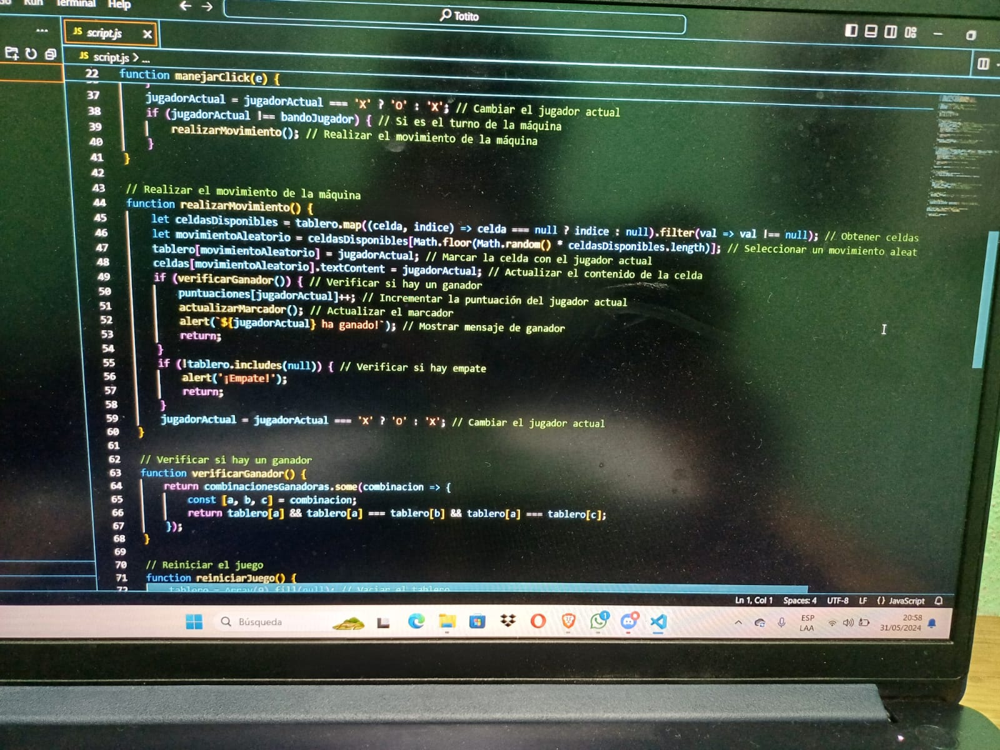 Run Terminal Help
Totito
JS script.js
JS script.js > ...
22 function manejarClick(e) {
37 jugadorActual = jugadorActual === 'X' ? 'O' : 'X'; // Cambiar el jugador actual
38 if (jugadorActual !== bandoJugador) { // Si es el turno de la máquina
39 realizarMovimiento(); // Realizar el movimiento de la máquina
40 }
41 }
42
43 // Realizar el movimiento de la máquina
44 function realizarMovimiento() {
45 let celdasDisponibles = tablero.map((celda, indice) => celda === null ? indice : null).filter(val => val !== null); // Obtener celdas
46 let movimientoAleatorio = celdasDisponibles[Math.floor(Math.random() * celdasDisponibles.length)]; // Seleccionar un movimiento aleat
47 tablero[movimientoAleatorio] = jugadorActual; // Marcar la celda con el jugador actual
48 celdas[movimientoAleatorio].textContent = jugadorActual; // Actualizar el contenido de la celda
49 if (verificarGanador()) { // Verificar si hay un ganador
50 puntuaciones[jugadorActual]++; // Incrementar la puntuación del jugador actual
51 actualizarMarcador(); // Actualizar el marcador
52 alert(`${jugadorActual} ha ganado!`); // Mostrar mensaje de ganador
53 return;
54 }
55 if (!tablero.includes(null)) { // Verificar si hay empate
56 alert('¡Empate!');
57 return;
58 }
59 jugadorActual = jugadorActual === 'X' ? 'O' : 'X'; // Cambiar el jugador actual
60 }
61
62 // Verificar si hay un ganador
63 function verificarGanador() {
64 return combinacionesGanadoras.some(combinacion => {
65 const [a, b, c] = combinacion;
66 return tablero[a] && tablero[a] === tablero[b] && tablero[a] === tablero[c];
67 });
68 }
69
70 // Reiniciar el juego
71 function reiniciarJuego() {
72 tablero = Array(9).fill(null); // Vaciar el tablero
Ln 1, Col 1 Spaces: 4 UTF-8 LF {} JavaScript
Búsqueda
1
ESP
LAA
20:58
31/05/2024